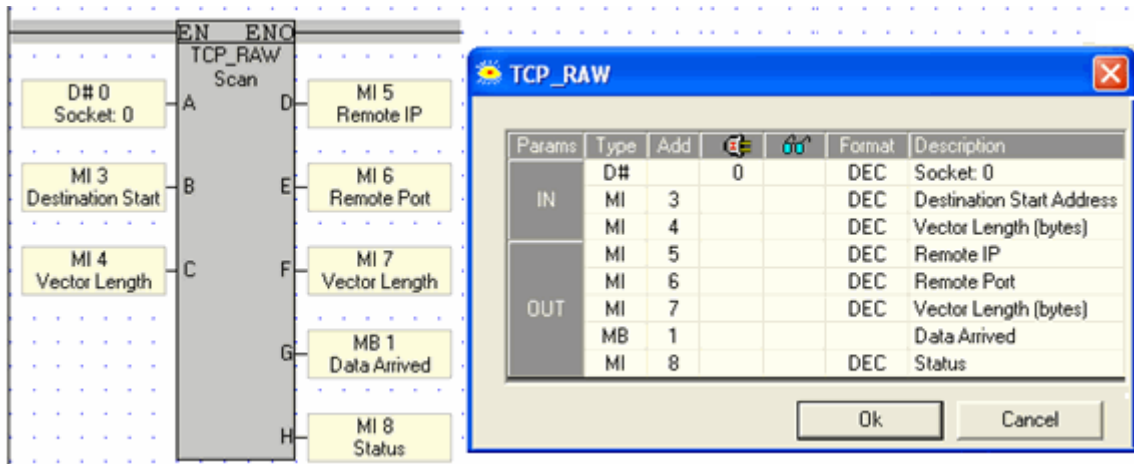 EN ENO
TCP_RAW
Scan
D# 0
Socket: 0
A
D
MI 5
Remote IP
MI 3
Destination Start
B
E
MI 6
Remote Port
MI 4
Vector Length
C
F
MI 7
Vector Length
G
MB 1
Data Arrived
H
MI 8
Status
TCP_RAW
Params Type Add Format Description
IN
D# 0 DEC Socket: 0
MI 3 DEC Destination Start Address
MI 4 DEC Vector Length (bytes)
OUT
MI 5 DEC Remote IP
MI 6 DEC Remote Port
MI 7 DEC Vector Length (bytes)
MB 1 Data Arrived
MI 8 DEC Status
Ok Cancel